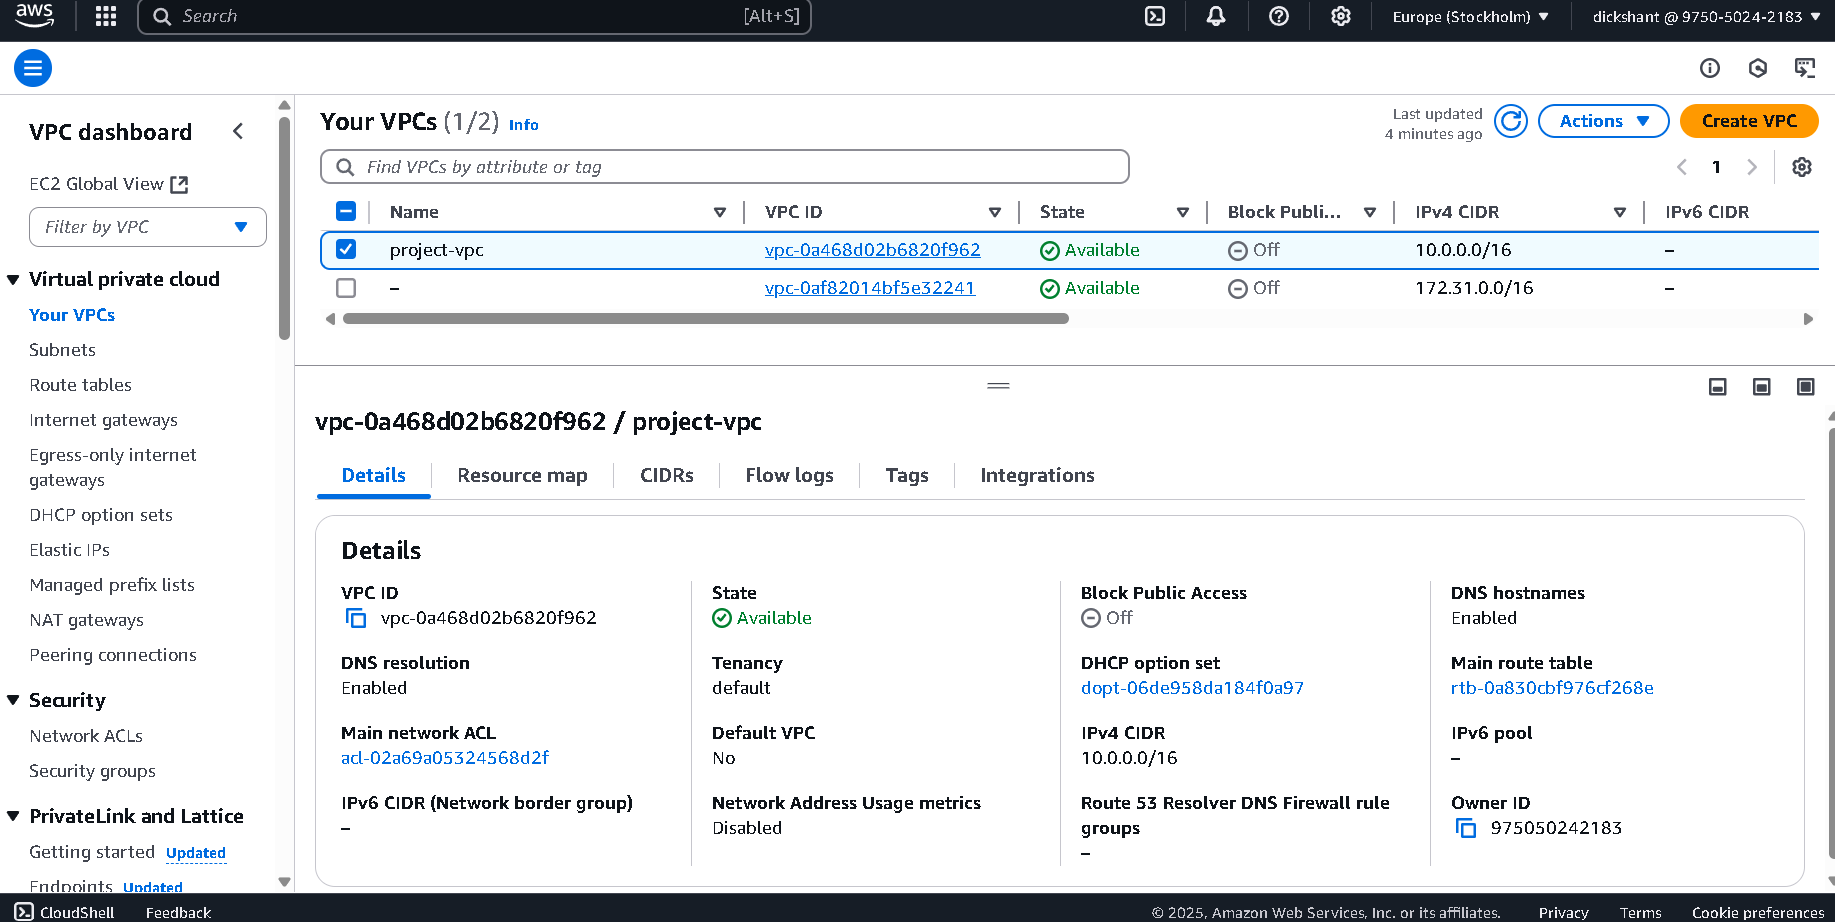 aws
Search [Alt+S]
Europe (Stockholm)
dickshant @ 9750-5024-2183
VPC dashboard
EC2 Global View
Filter by VPC
Virtual private cloud
Your VPCs
Subnets
Route tables
Internet gateways
Egress-only internet
gateways
DHCP option sets
Elastic IPs
Managed prefix lists
NAT gateways
Peering connections
Security
Network ACLs
Security groups
PrivateLink and Lattice
Getting started Updated
Endpoints Updated
Your VPCs (1/2) Info
Last updated
4 minutes ago
Actions
Create VPC
Find VPCs by attribute or tag
1
Name VPC ID State Block Publi... IPv4 CIDR IPv6 CIDR
project-vpc vpc-0a468d02b6820f962 Available Off 10.0.0.0/16 –
– vpc-0af82014bf5e32241 Available Off 172.31.0.0/16 –
vpc-0a468d02b6820f962 / project-vpc
Details Resource map CIDRs Flow logs Tags Integrations
Details
VPC ID
vpc-0a468d02b6820f962
State
Available
Block Public Access
Off
DNS hostnames
Enabled
DNS resolution
Enabled
Tenancy
default
DHCP option set
dopt-06de958da184f0a97
Main route table
rtb-0a830cbf976cf268e
Main network ACL
acl-02a69a05324568d2f
Default VPC
No
IPv4 CIDR
10.0.0.0/16
IPv6 pool
–
IPv6 CIDR (Network border group)
–
Network Address Usage metrics
Disabled
Route 53 Resolver DNS Firewall rule
groups
–
Owner ID
975050242183
CloudShell Feedback
© 2025, Amazon Web Services, Inc. or its affiliates. Privacy Terms Cookie preferences